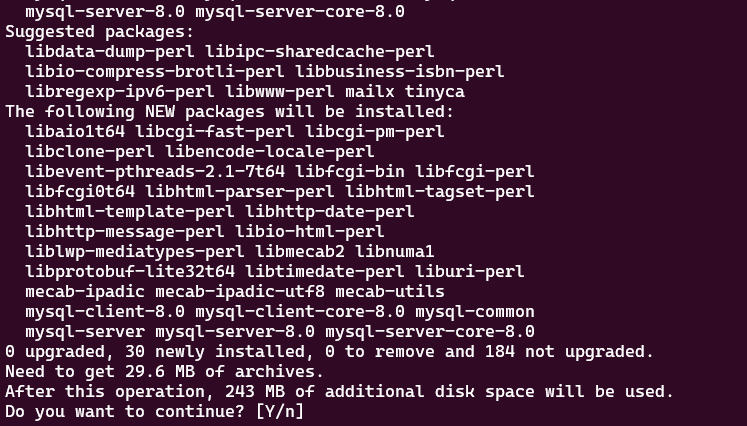 mysql-server-8.0 mysql-server-core-8.0
Suggested packages:
libdata-dump-perl libipc-sharedcache-perl
libio-compress-brotli-perl libbusiness-isbn-perl
libregexp-ipv6-perl libwww-perl mailx tinyca
The following NEW packages will be installed:
libaio1t64 libcgi-fast-perl libcgi-pm-perl
libclone-perl libencode-locale-perl
libevent-pthreads-2.1-7t64 libfcgi-bin libfcgi-perl
libfcgi0t64 libhtml-parser-perl libhtml-tagset-perl
libhtml-template-perl libhttp-date-perl
libhttp-message-perl libio-html-perl
liblwp-mediatypes-perl libmecab2 libnuma1
libprotobuf-lite32t64 libtimedate-perl liburi-perl
mecab-ipadic mecab-ipadic-utf8 mecab-utils
mysql-client-8.0 mysql-client-core-8.0 mysql-common
mysql-server mysql-server-8.0 mysql-server-core-8.0
0 upgraded, 30 newly installed, 0 to remove and 184 not upgraded.
Need to get 29.6 MB of archives.
After this operation, 243 MB of additional disk space will be used.
Do you want to continue? [Y/n]